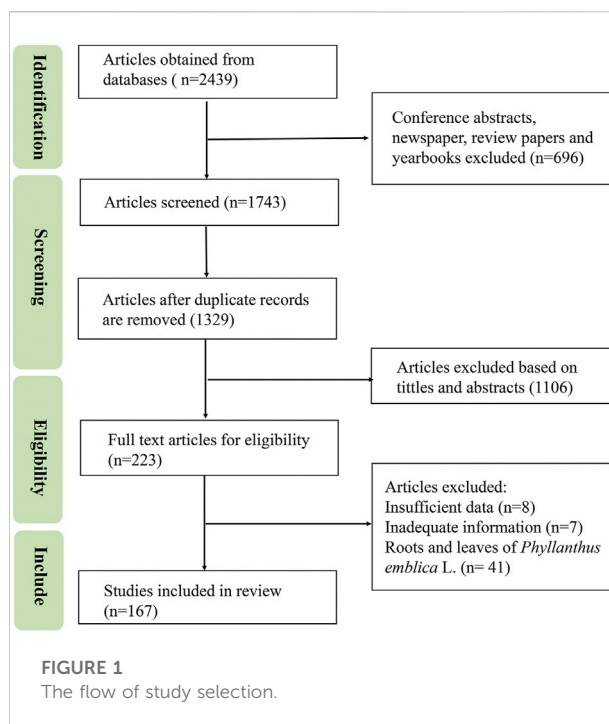 Identification
Articles obtained from
databases ( n=2439)
Conference abstracts,
newspaper, review papers and
yearbooks excluded (n=696)
Screening
Articles screened (n=1743)
Articles after duplicate records
are removed (1329)
Articles excluded based on
tittles and abstracts (1106)
Eligibility
Full text articles for eligibility
(n=223)
Articles excluded:
Insufficient data (n=8)
Inadequate information (n=7)
Roots and leaves of Phyllanthus
emblica L. (n= 41)
Include
Studies included in review
(n=167)
FIGURE 1
The flow of study selection.